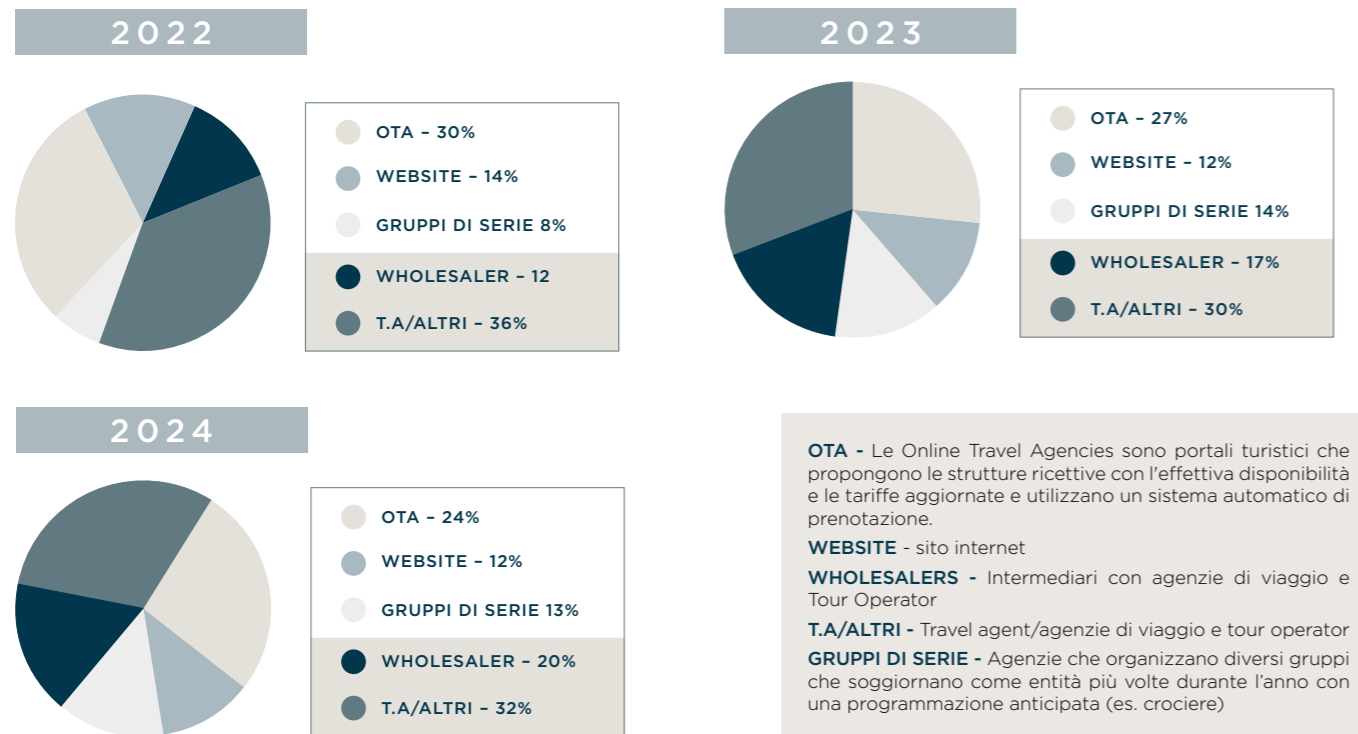 2022
OTA – 30%
WEBSITE – 14%
GRUPPI DI SERIE 8%
WHOLESALER – 12
T.A/ALTRI – 36%
2023
OTA – 27%
WEBSITE – 12%
GRUPPI DI SERIE 14%
WHOLESALER – 17%
T.A/ALTRI – 30%
2024
OTA – 24%
WEBSITE – 12%
GRUPPI DI SERIE 13%
WHOLESALER – 20%
T.A/ALTRI – 32%
OTA - Le Online Travel Agencies sono portali turistici che
propongono le strutture ricettive con l'effettiva disponibilità
e le tariffe aggiornate e utilizzano un sistema automatico di
prenotazione.
WEBSITE - sito internet
WHOLESALERS - Intermediari con agenzie di viaggio e
Tour Operator
T.A/ALTRI - Travel agent/agenzie di viaggio e tour operator
GRUPPI DI SERIE - Agenzie che organizzano diversi gruppi
che soggiornano come entità più volte durante l’anno con
una programmazione anticipata (es. crociere)